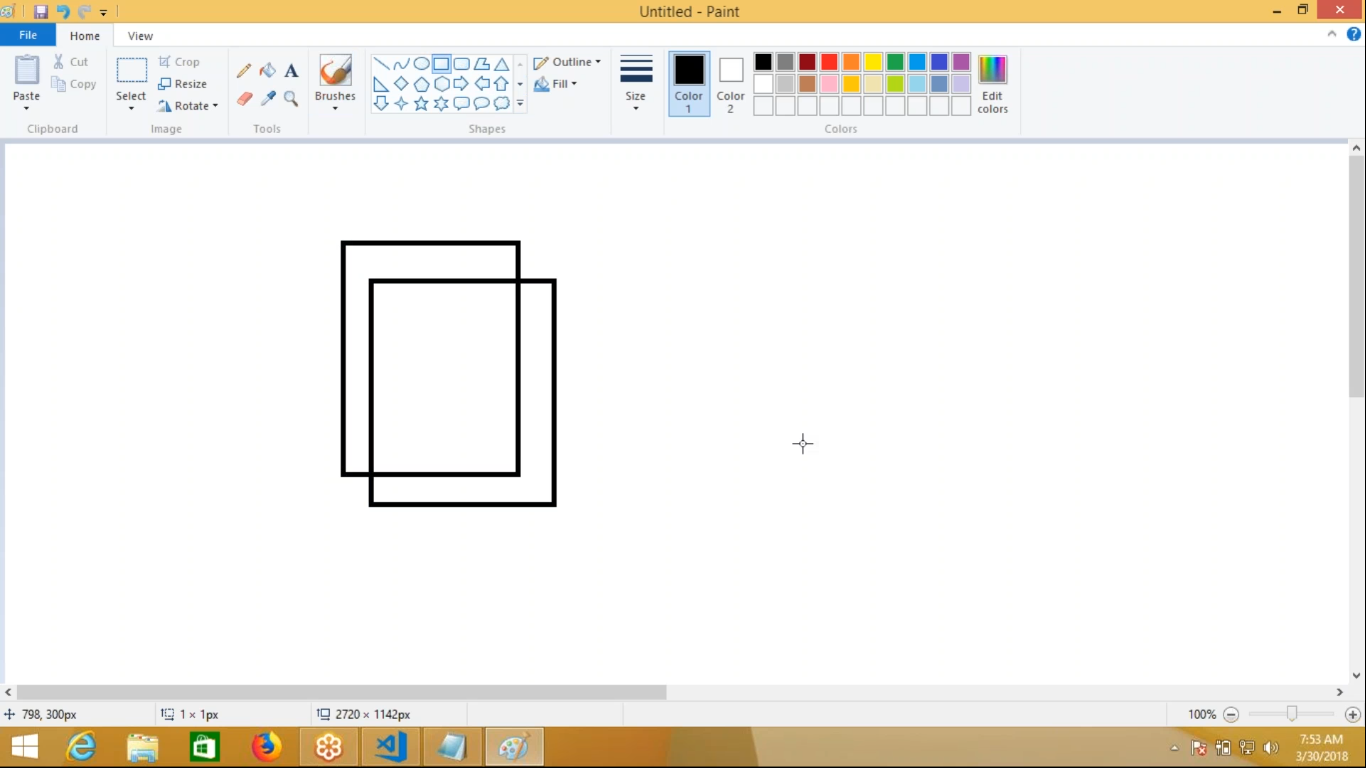 Untitled - Paint
File Home View
Paste
Cut
Copy
Clipboard
Select
Crop
Resize
Rotate
Image
A
Tools
Brushes
Shapes
Outline
Fill
Size
Color 1
Color 2
Edit colors
Colors
798, 300px 1 × 1px 2720 × 1142px 100%
7:53 AM
3/30/2018